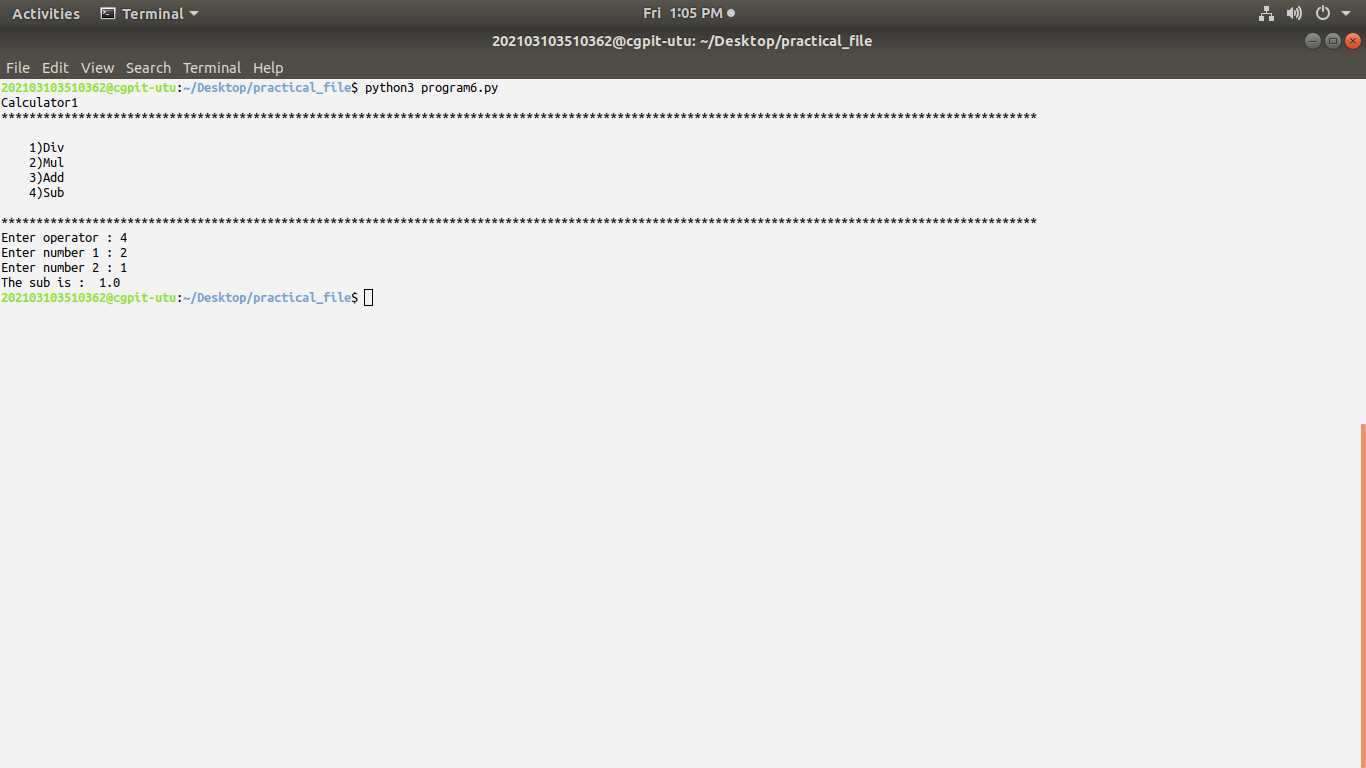 Activities Terminal Fri 1:05 PM
202103103510362@cgpit-utu: ~/Desktop/practical_file
File Edit View Search Terminal Help
202103103510362@cgpit-utu:~/Desktop/practical_file$ python3 program6.py
Calculator1
****************************************************************************************************************************************************
1)Div
2)Mul
3)Add
4)Sub
****************************************************************************************************************************************************
Enter operator : 4
Enter number 1 : 2
Enter number 2 : 1
The sub is :  1.0
202103103510362@cgpit-utu:~/Desktop/practical_file$